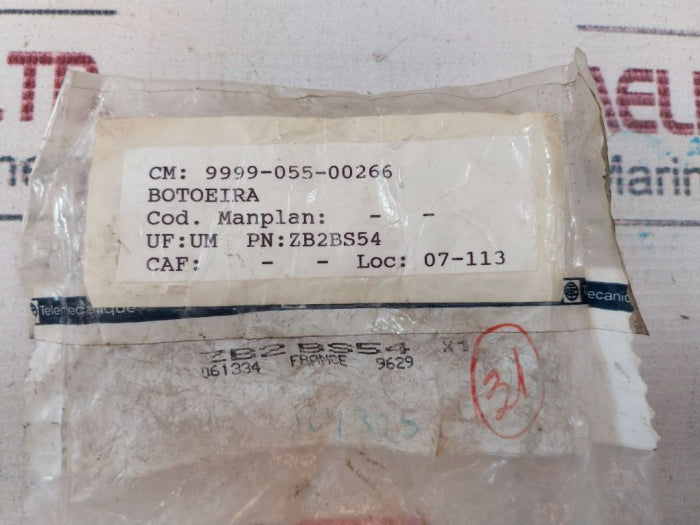 CM: 9999-055-00266
BOTOEIRA
Cod. Manplan: - -
UF:UM PN:ZB2BS54
CAF: - - Loc: 07-113
Telemecanique
ZB2 BS54 X1
061334 FRANCE 9629
31